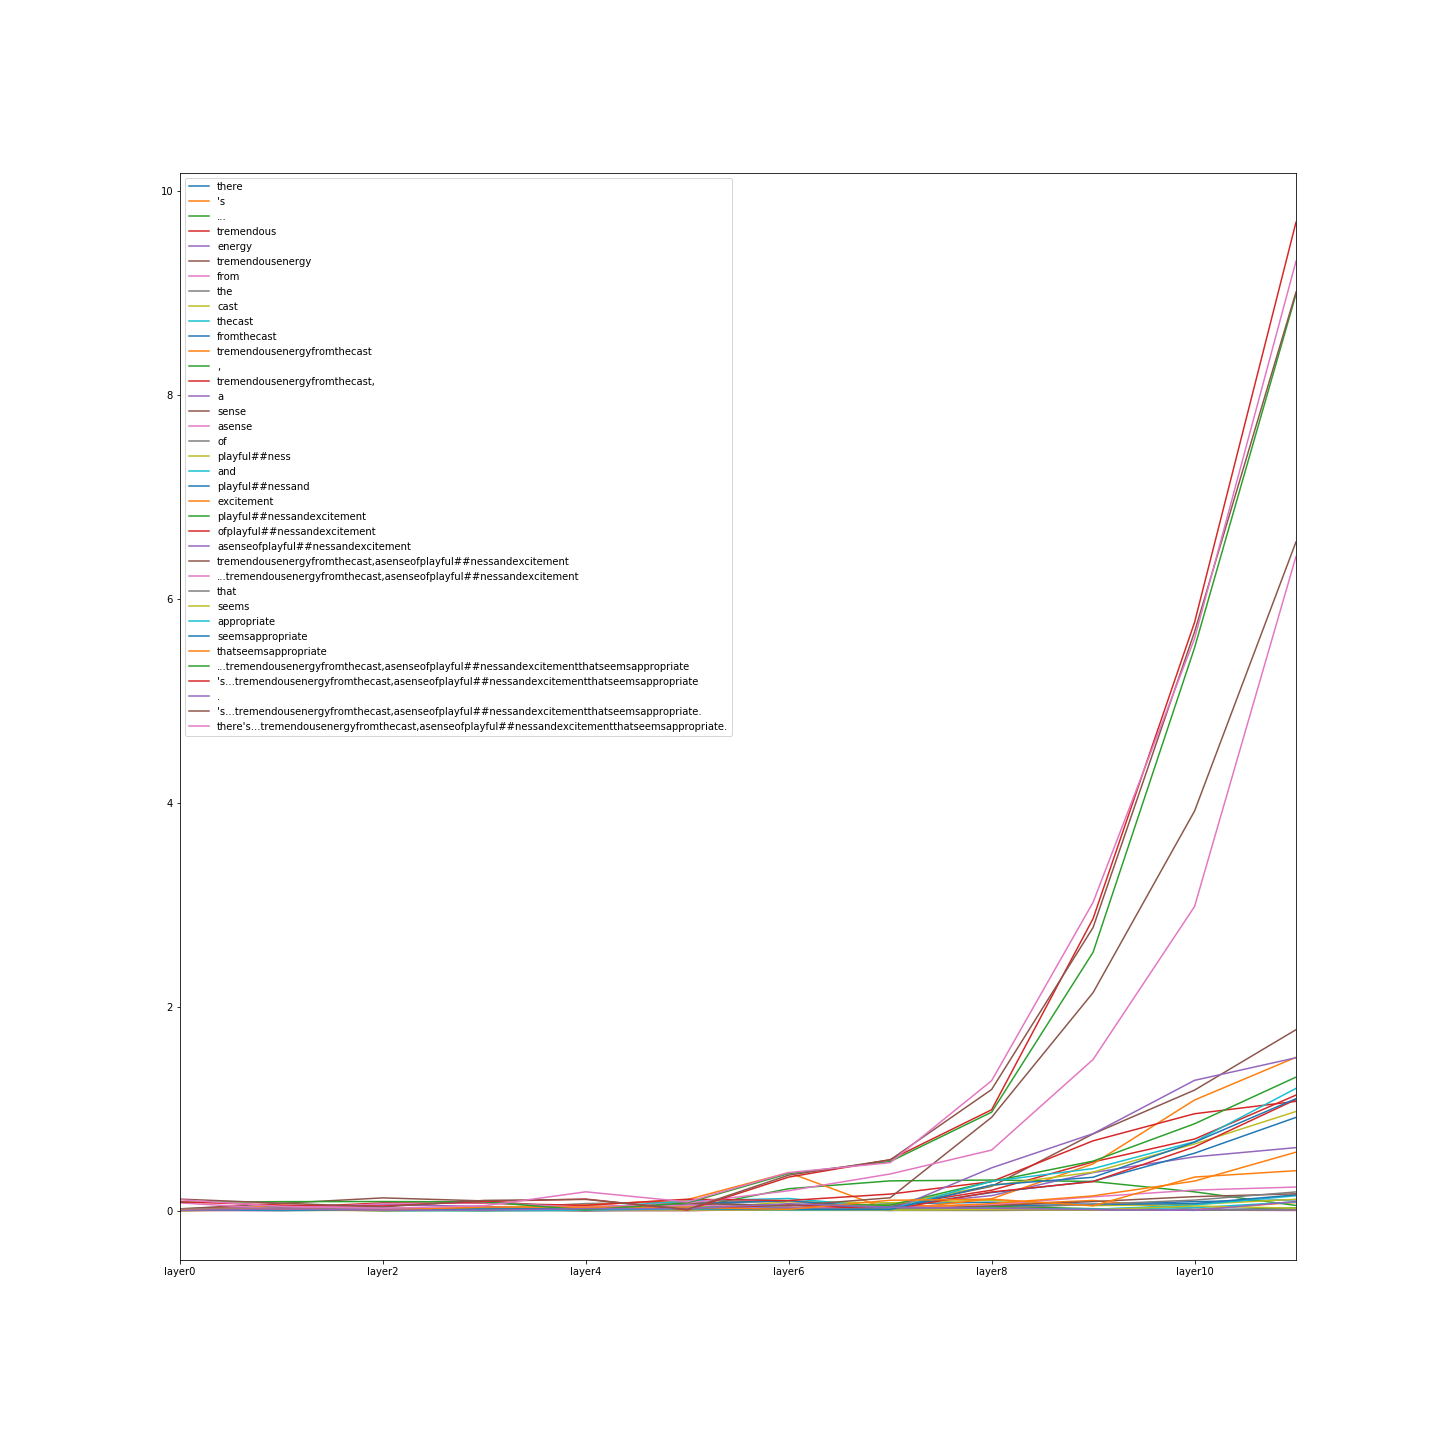 10
8
6
4
2
0
there
's
...
tremendous
energy
tremendousenergy
from
the
cast
thecast
fromthecast
tremendousenergyfromthecast
,
tremendousenergyfromthecast,
a
sense
asense
of
playful##ness
and
playful##nessand
excitement
playful##nessandexcitement
ofplayful##nessandexcitement
asenseofplayful##nessandexcitement
tremendousenergyfromthecast,asenseofplayful##nessandexcitement
...tremendousenergyfromthecast,asenseofplayful##nessandexcitement
that
seems
appropriate
seemsappropriate
thatseemsappropriate
...tremendousenergyfromthecast,asenseofplayful##nessandexcitementthatseemsappropriate
's...tremendousenergyfromthecast,asenseofplayful##nessandexcitementthatseemsappropriate
.
's...tremendousenergyfromthecast,asenseofplayful##nessandexcitementthatseemsappropriate.
there's...tremendousenergyfromthecast,asenseofplayful##nessandexcitementthatseemsappropriate.
layer0 layer2 layer4 layer6 layer8 layer10